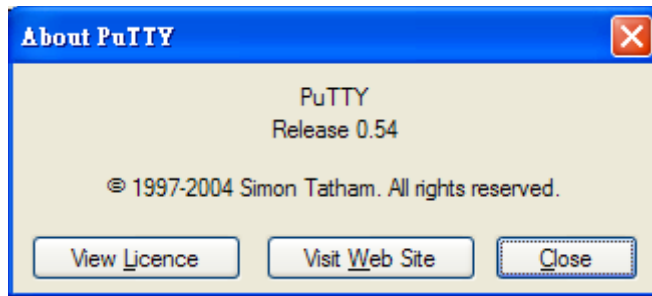 About PuTTY
PuTTY
Release 0.54
© 1997-2004 Simon Tatham. All rights reserved.
View Licence
Visit Web Site
Close